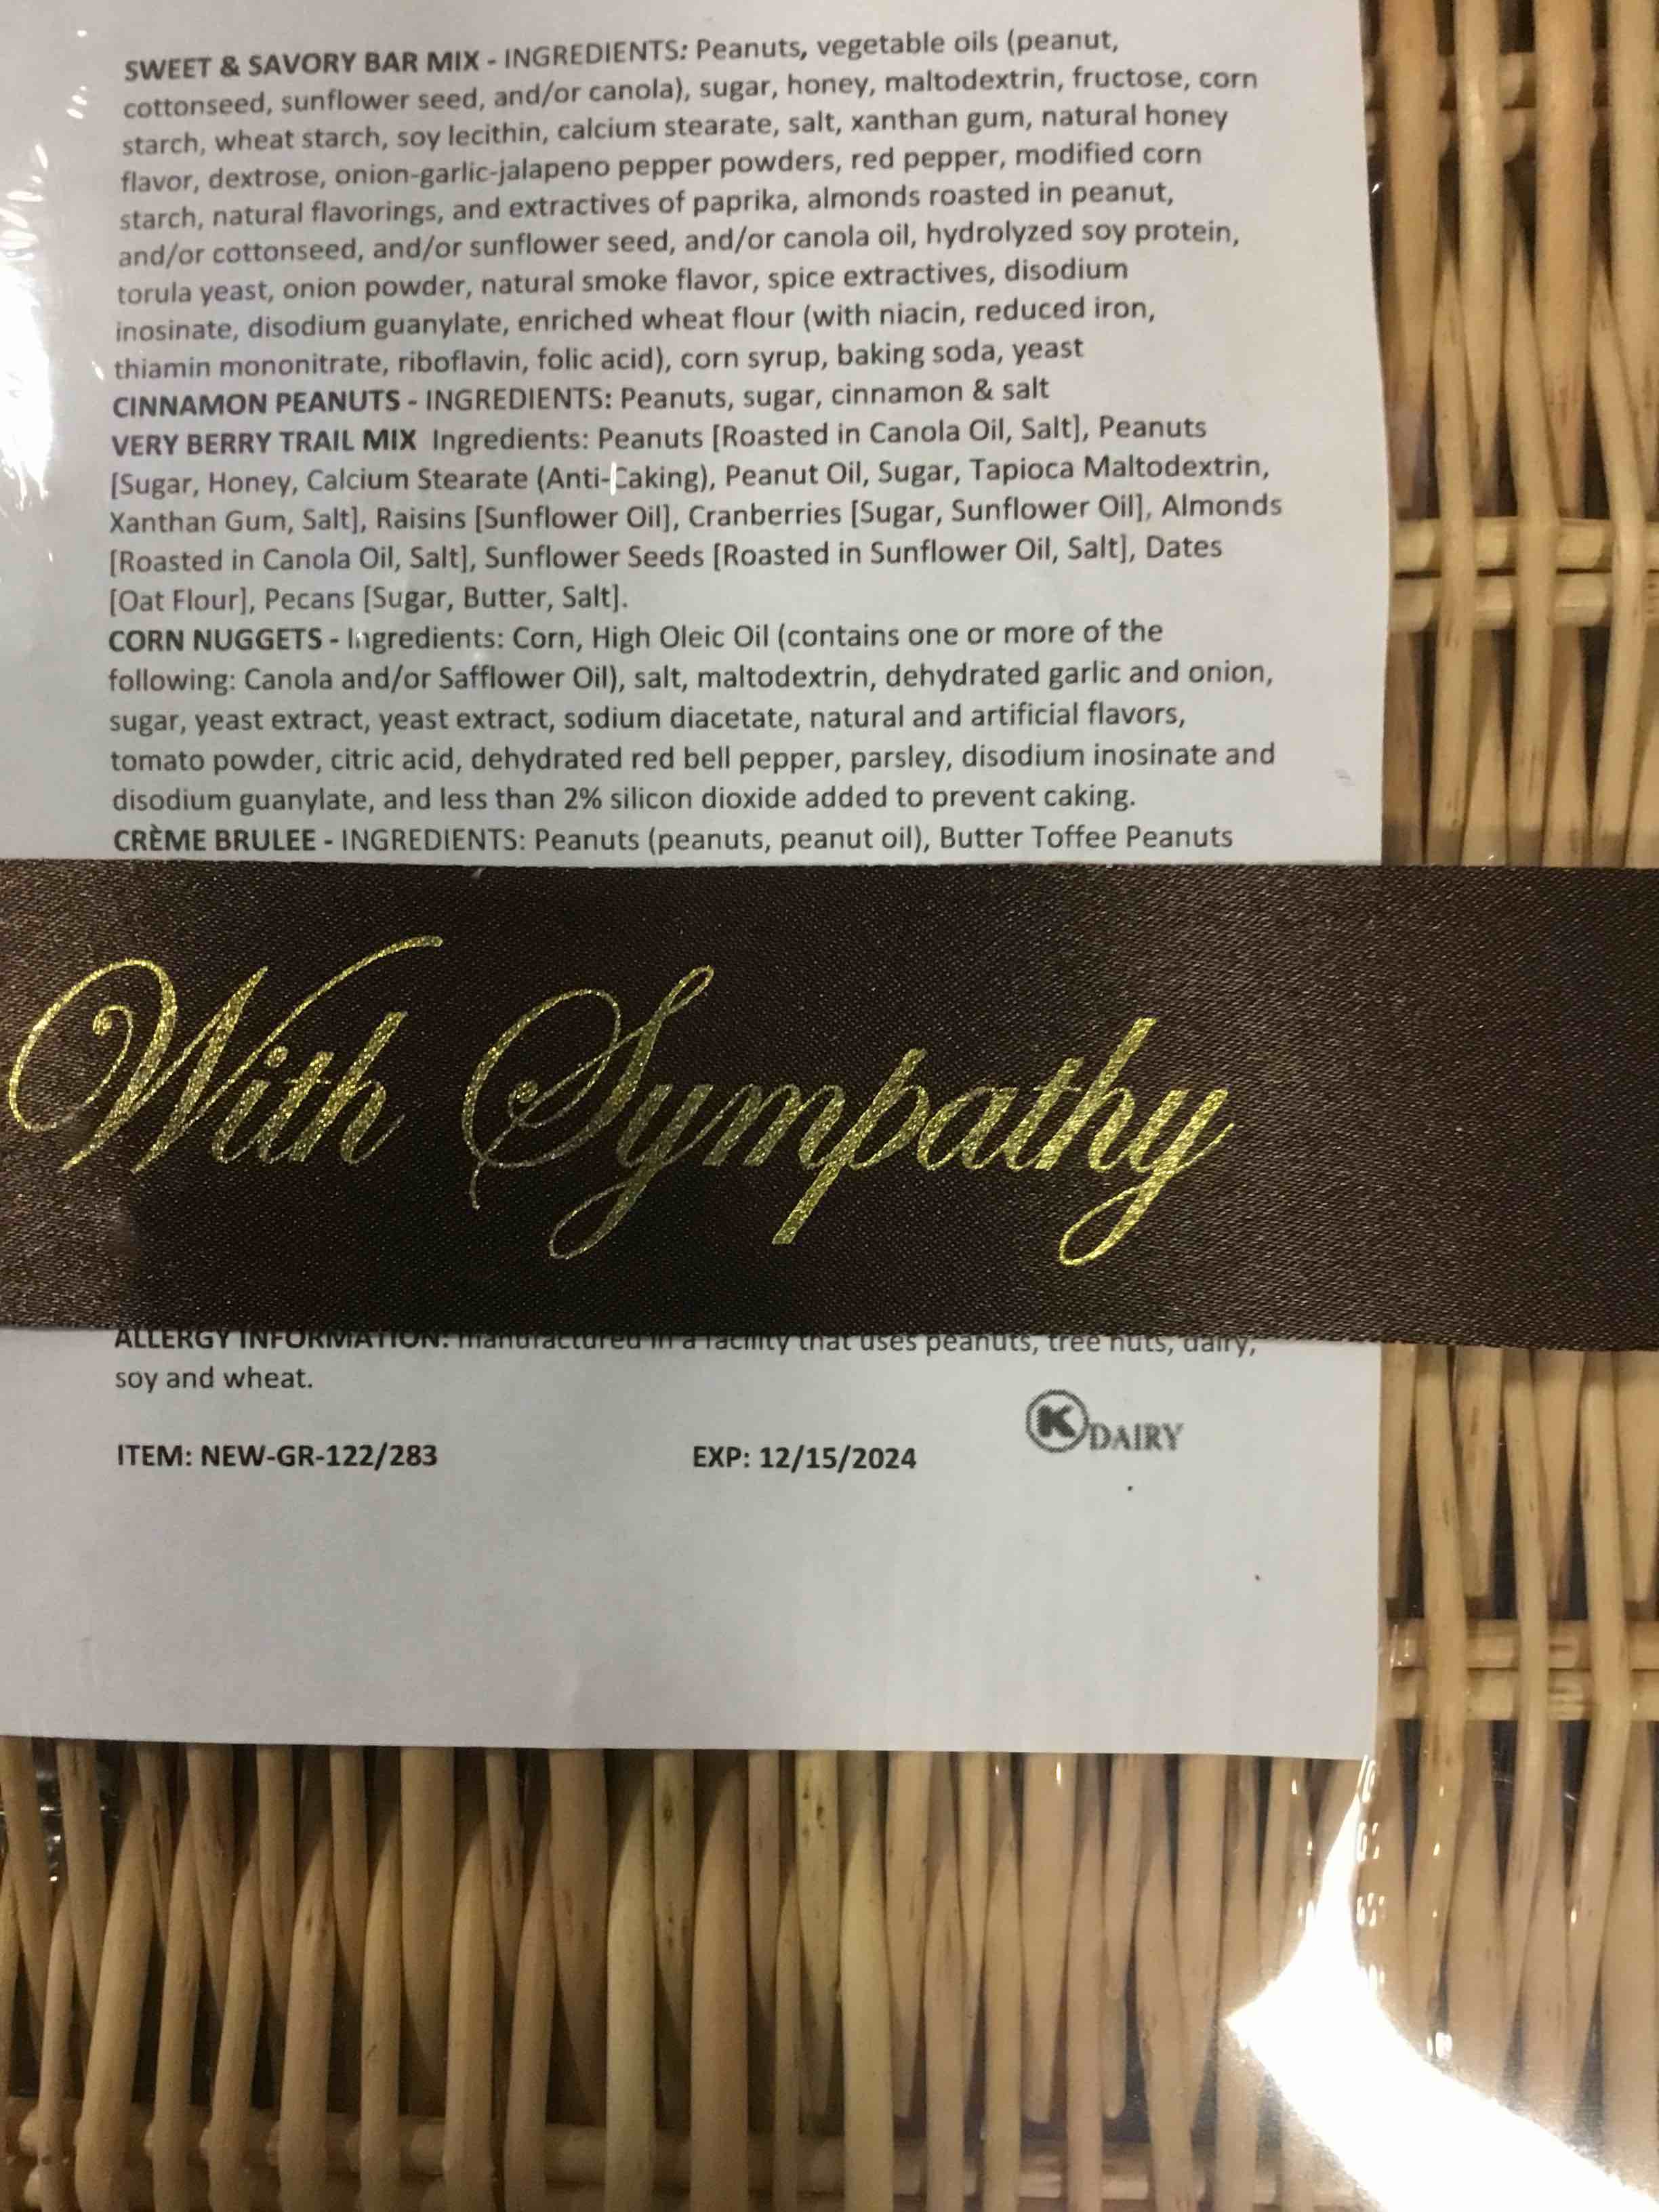 SWEET & SAVORY BAR MIX - INGREDIENTS: Peanuts, vegetable oils (peanut,
cottonseed, sunflower seed, and/or canola), sugar, honey, maltodextrin, fructose, corn
starch, wheat starch, soy lecithin, calcium stearate, salt, xanthan gum, natural honey
flavor, dextrose, onion-garlic-jalapeno pepper powders, red pepper, modified corn
starch, natural flavorings, and extractives of paprika, almonds roasted in peanut,
and/or cottonseed, and/or sunflower seed, and/or canola oil, hydrolyzed soy protein,
torula yeast, onion powder, natural smoke flavor, spice extractives, disodium
inosinate, disodium guanylate, enriched wheat flour (with niacin, reduced iron,
thiamin mononitrate, riboflavin, folic acid), corn syrup, baking soda, yeast
CINNAMON PEANUTS - INGREDIENTS: Peanuts, sugar, cinnamon & salt
VERY BERRY TRAIL MIX Ingredients: Peanuts [Roasted in Canola Oil, Salt], Peanuts
[Sugar, Honey, Calcium Stearate (Anti-Caking), Peanut Oil, Sugar, Tapioca Maltodextrin,
Xanthan Gum, Salt], Raisins [Sunflower Oil], Cranberries [Sugar, Sunflower Oil], Almonds
[Roasted in Canola Oil, Salt], Sunflower Seeds [Roasted in Sunflower Oil, Salt], Dates
[Oat Flour], Pecans [Sugar, Butter, Salt].
CORN NUGGETS - Ingredients: Corn, High Oleic Oil (contains one or more of the
following: Canola and/or Safflower Oil), salt, maltodextrin, dehydrated garlic and onion,
sugar, yeast extract, yeast extract, sodium diacetate, natural and artificial flavors,
tomato powder, citric acid, dehydrated red bell pepper, parsley, disodium inosinate and
disodium guanylate, and less than 2% silicon dioxide added to prevent caking.
CRÈME BRULEE - INGREDIENTS: Peanuts (peanuts, peanut oil), Butter Toffee Peanuts
With Sympathy
ALLERGY INFORMATION: manufactured in a facility that uses peanuts, tree nuts, dairy,
soy and wheat.
ITEM: NEW-GR-122/283 EXP: 12/15/2024 K DAIRY